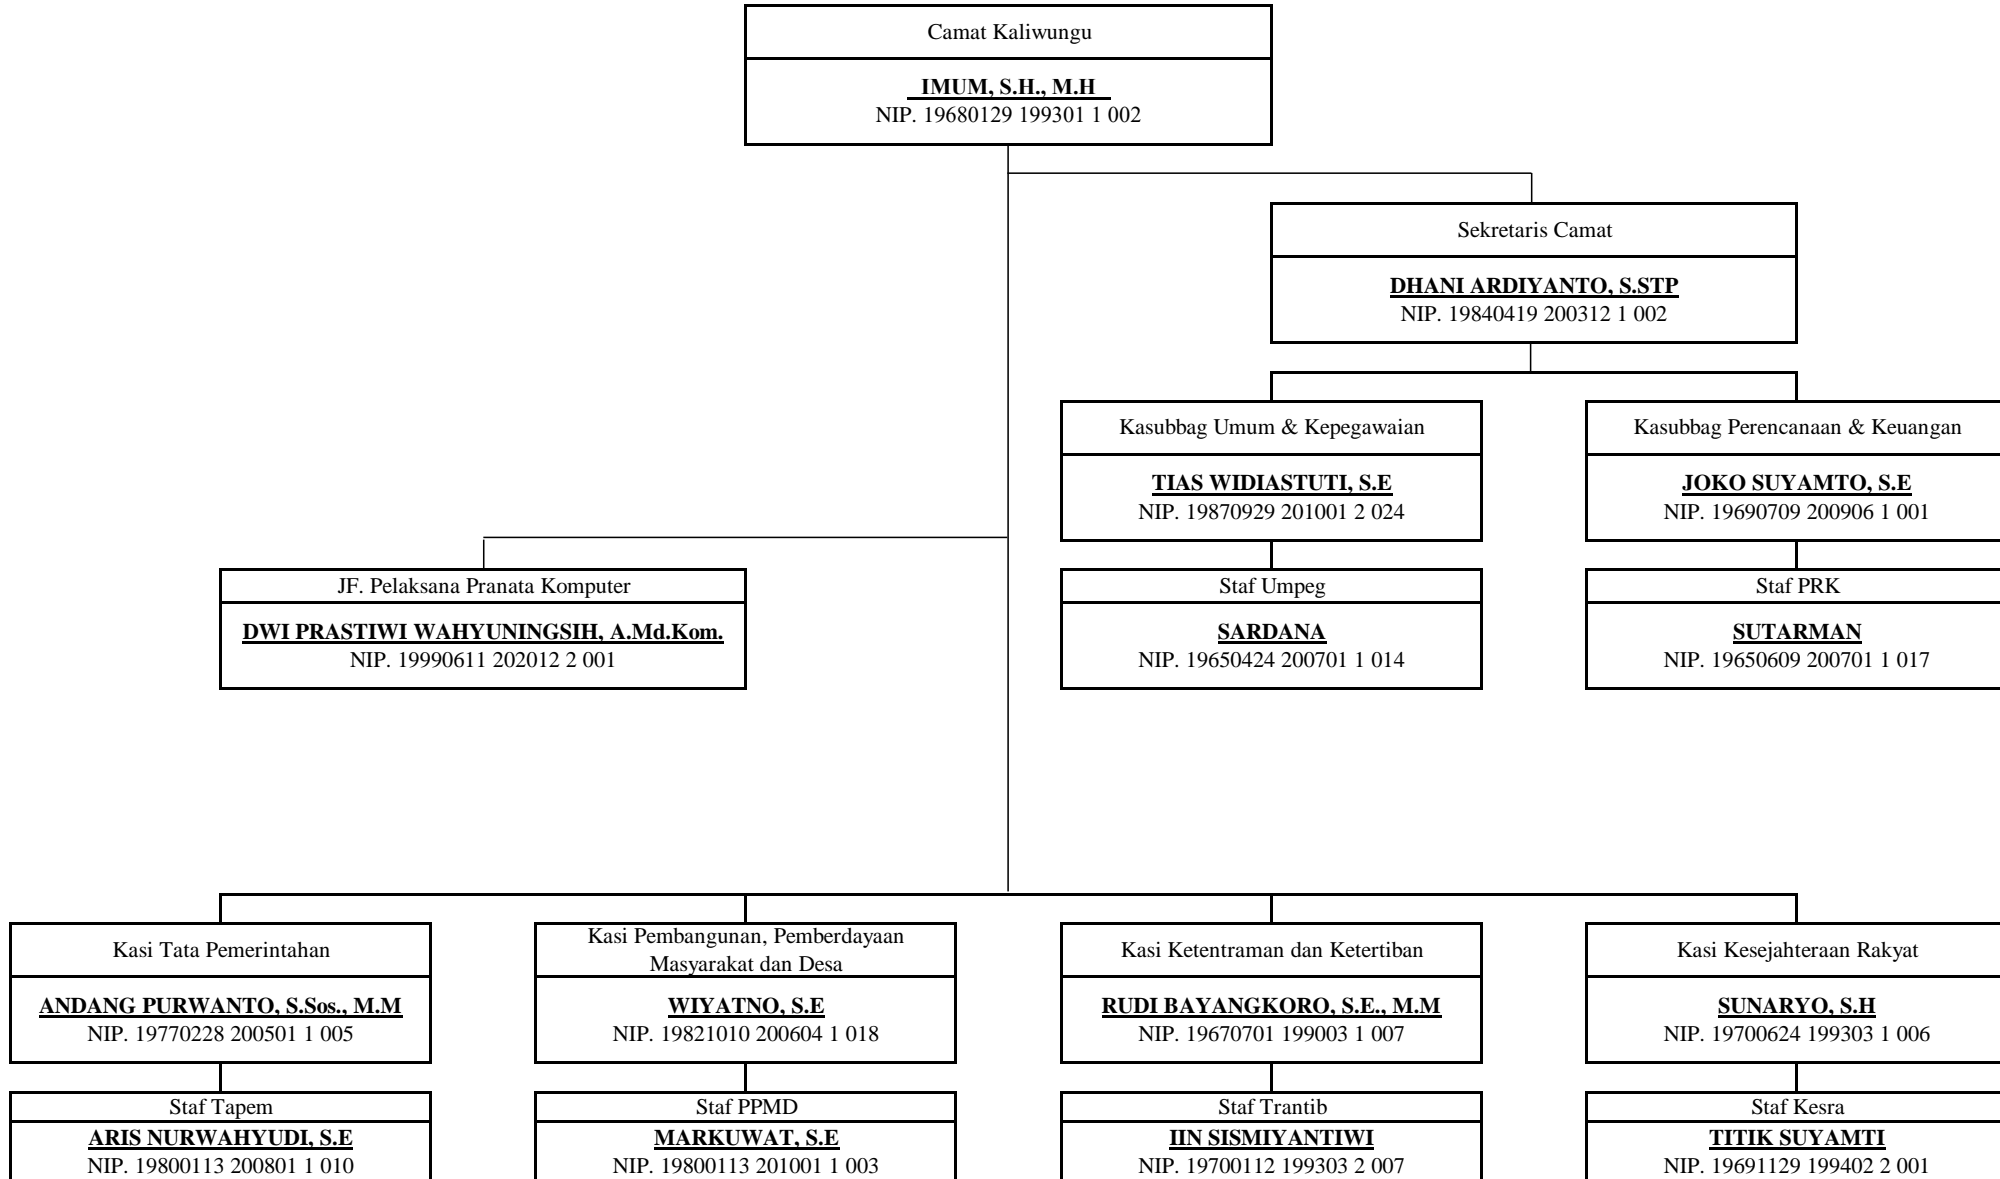 Camat Kaliwungu
IMUM, S.H., M.H
NIP. 19680129 199301 1 002
Sekretaris Camat
DHANI ARDIYANTO, S.STP
NIP. 19840419 200312 1 002
Kasubbag Umum & Kepegawaian
TIAS WIDIASTUTI, S.E
NIP. 19870929 201001 2 024
Kasubbag Perencanaan & Keuangan
JOKO SUYAMTO, S.E
NIP. 19690709 200906 1 001
JF. Pelaksana Pranata Komputer
DWI PRASTIWI WAHYUNINGSIH, A.Md.Kom.
NIP. 19990611 202012 2 001
Staf Umpeg
SARDANA
NIP. 19650424 200701 1 014
Staf PRK
SUTARMAN
NIP. 19650609 200701 1 017
Kasi Tata Pemerintahan
ANDANG PURWANTO, S.Sos., M.M
NIP. 19770228 200501 1 005
Kasi Pembangunan, Pemberdayaan
Masyarakat dan Desa
WIYATNO, S.E
NIP. 19821010 200604 1 018
Kasi Ketentraman dan Ketertiban
RUDI BAYANGKORO, S.E., M.M
NIP. 19670701 199003 1 007
Kasi Kesejahteraan Rakyat
SUNARYO, S.H
NIP. 19700624 199303 1 006
Staf Tapem
ARIS NURWAHYUDI, S.E
NIP. 19800113 200801 1 010
Staf PPMD
MARKUWAT, S.E
NIP. 19800113 201001 1 003
Staf Trantib
IIN SISMIYANTIWI
NIP. 19700112 199303 2 007
Staf Kesra
TITIK SUYAMTI
NIP. 19691129 199402 2 001